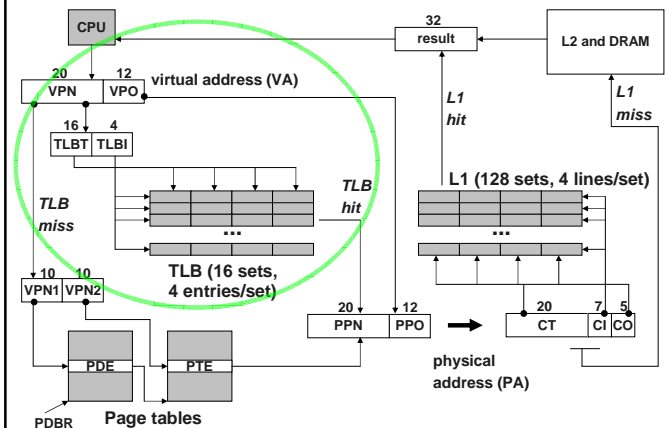 CPU
32
result
L2 and DRAM
20 12
VPN VPO
virtual address (VA)
L1
hit
L1
miss
16 4
TLBT TLBI
TLB
miss
TLB
hit
L1 (128 sets, 4 lines/set)
...
...
TLB (16 sets,
4 entries/set)
10 10
VPN1 VPN2
20 12
PPN PPO
20 7 5
CT CI CO
physical
address (PA)
PDE
PTE
PDBR
Page tables